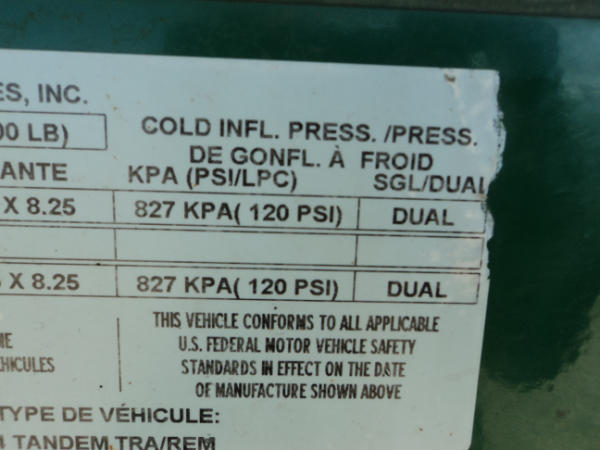 ES, INC.
00 LB)
COLD INFL. PRESS. /PRESS.
DE GONFL. À FROID
ANTE KPA (PSI/LPC) SGL/DUAL
X 8.25 827 KPA( 120 PSI) DUAL
X 8.25 827 KPA( 120 PSI) DUAL
THIS VEHICLE CONFORMS TO ALL APPLICABLE
U.S. FEDERAL MOTOR VEHICLE SAFETY
STANDARDS IN EFFECT ON THE DATE
OF MANUFACTURE SHOWN ABOVE
ME
HICULES
TYPE DE VÉHICULE:
TANDEM,TRA/REM